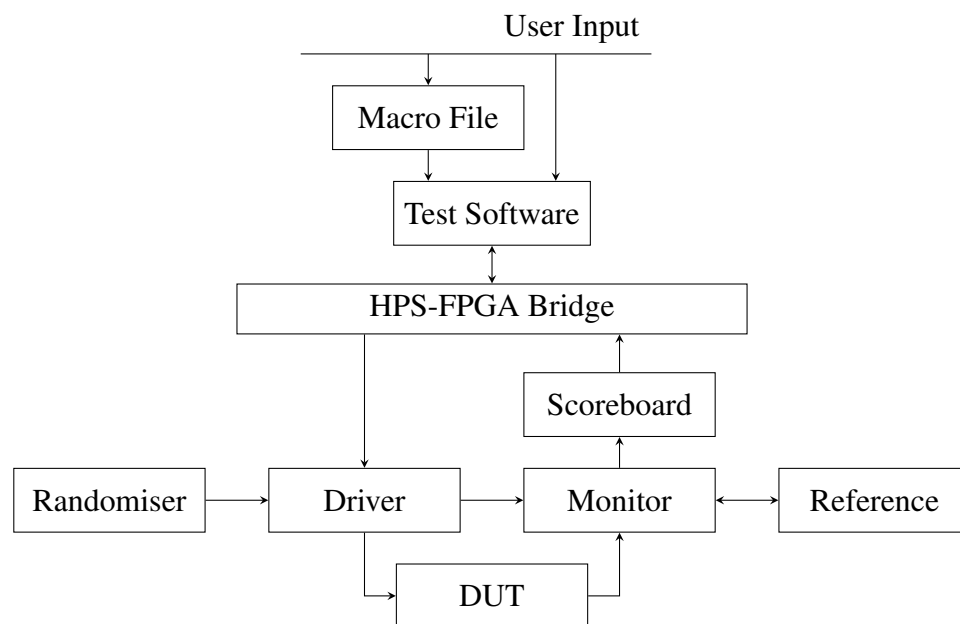 User Input
Macro File
Test Software
HPS-FPGA Bridge
Scoreboard
Randomiser
Driver
Monitor
Reference
DUT